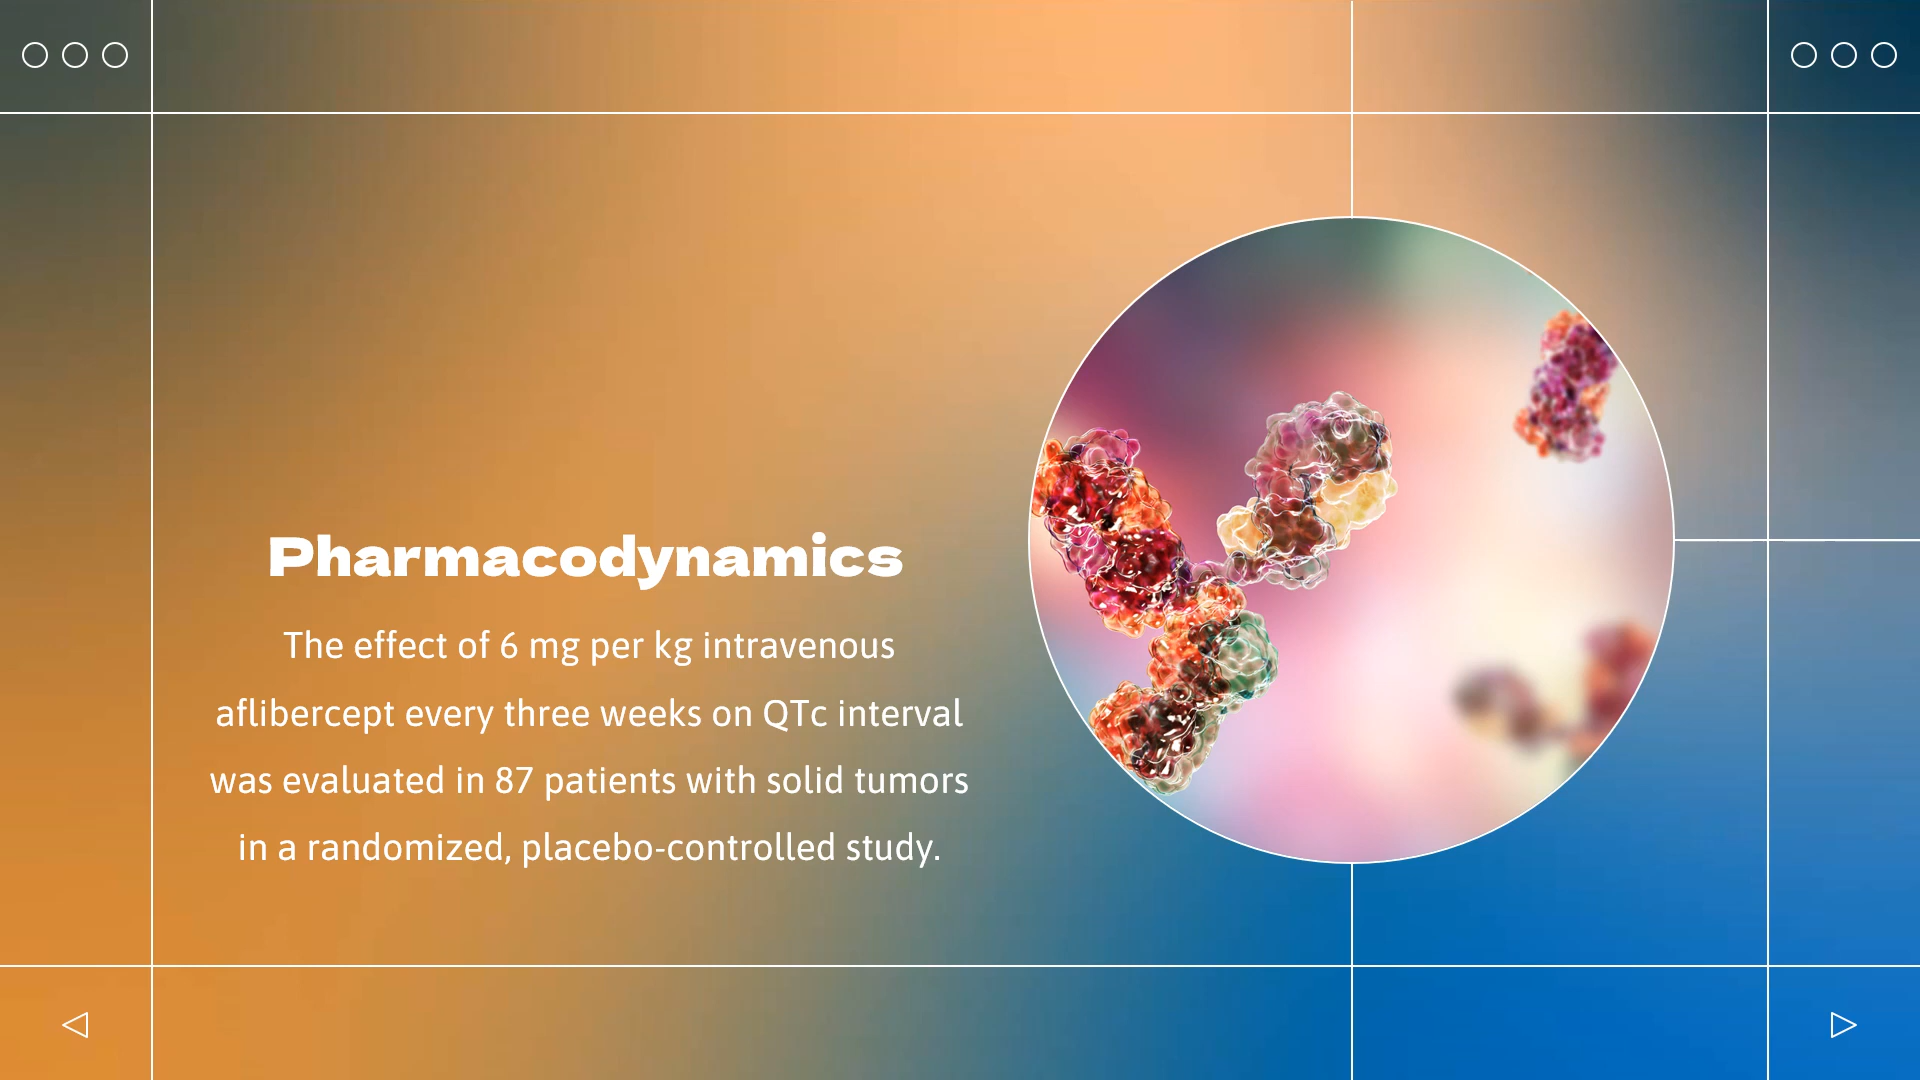 Pharmacodynamics
The effect of 6 mg per kg intravenous
aflibercept every three weeks on QTc interval
was evaluated in 87 patients with solid tumors
in a randomized, placebo-controlled study.